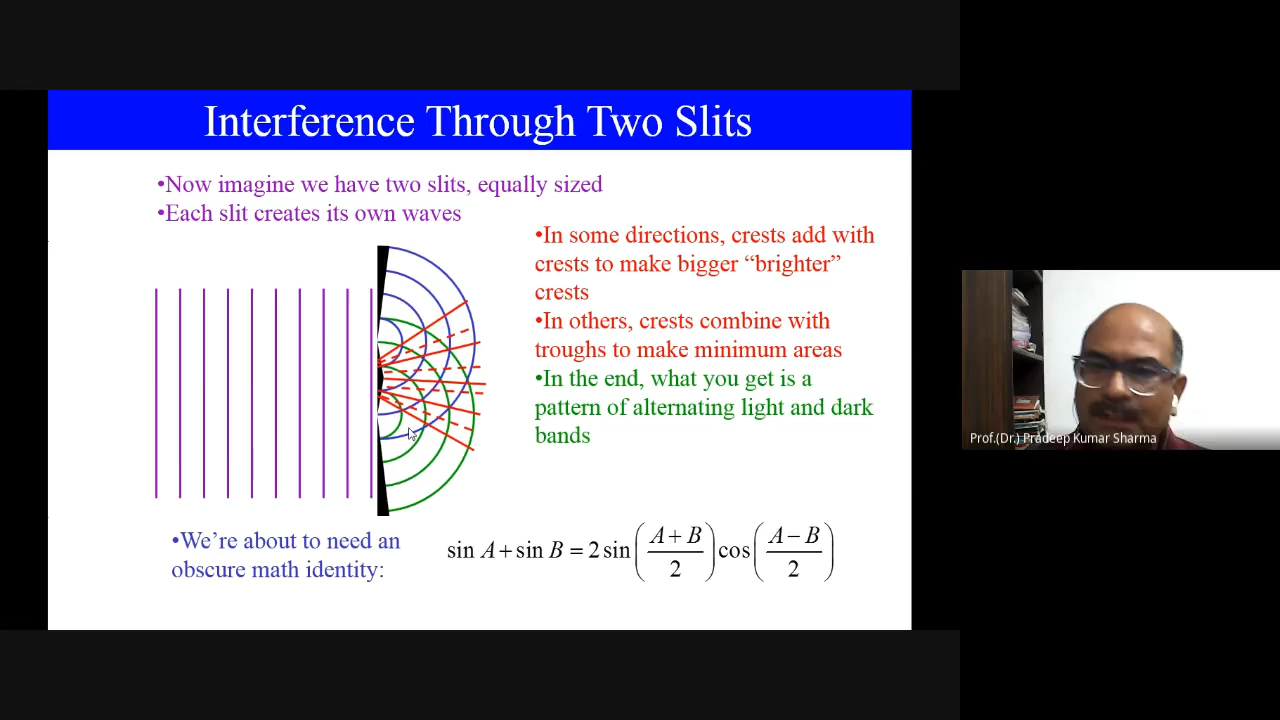 Interference Through Two Slits
•Now imagine we have two slits, equally sized
•Each slit creates its own waves
•In some directions, crests add with
crests to make bigger “brighter”
crests
•In others, crests combine with
troughs to make minimum areas
•In the end, what you get is a
pattern of alternating light and dark
bands
•We’re about to need an
obscure math identity:
sin A + sin B = 2 sin((A + B)/2) cos((A − B)/2)
Prof.(Dr.) Pradeep Kumar Sharma